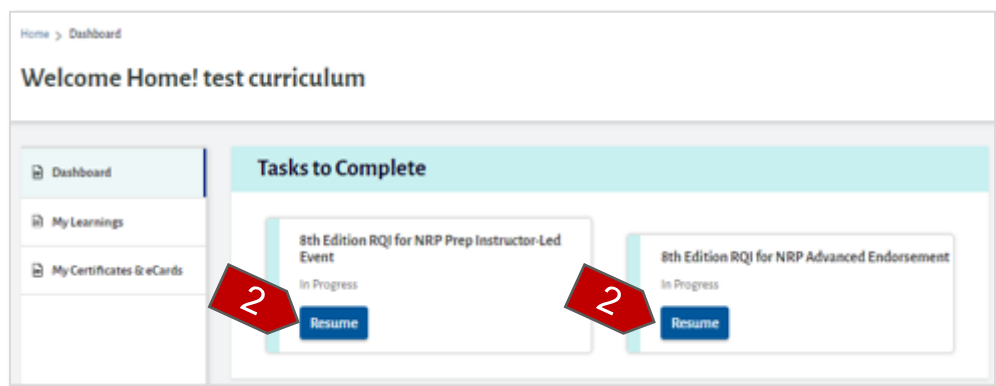 Home > Dashboard
Welcome Home! test curriculum
Dashboard
My Learnings
My Certificates & eCards
Tasks to Complete
8th Edition RQI for NRP Prep Instructor-Led
Event
In Progress
2
Resume
8th Edition RQI for NRP Advanced Endorsement
In Progress
2
Resume